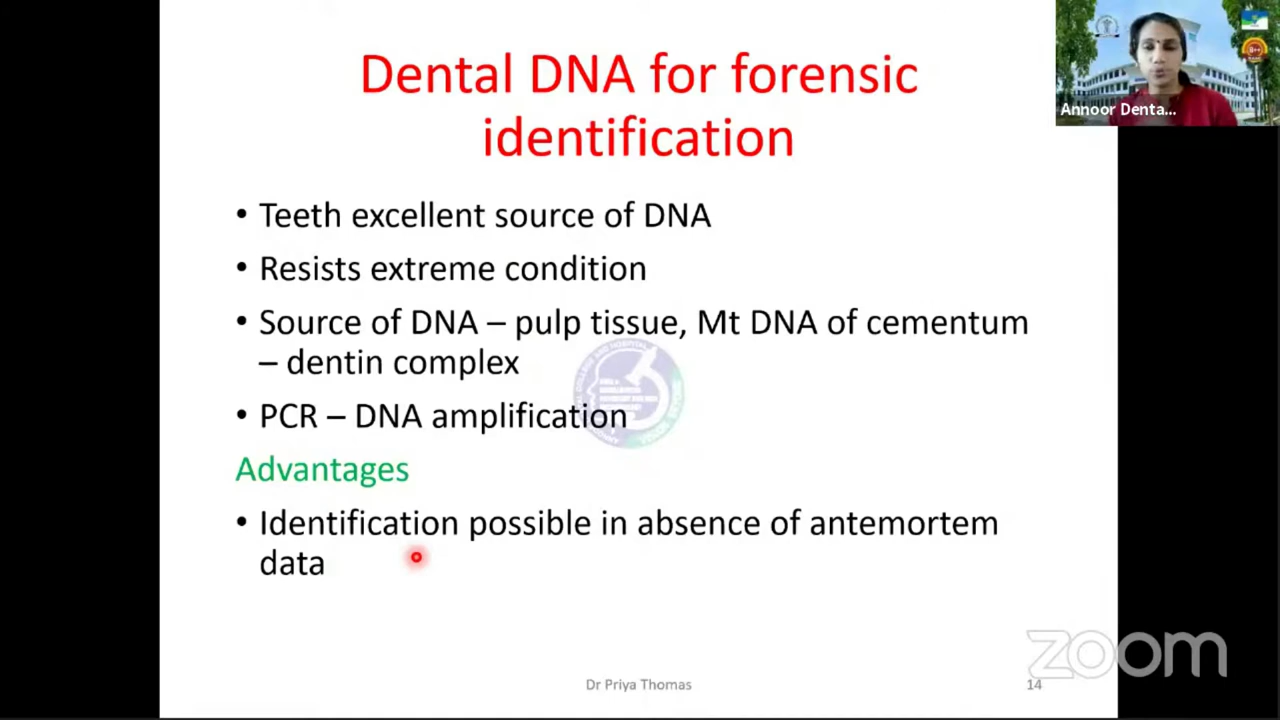 Dental DNA for forensic
identification
• Teeth excellent source of DNA
• Resists extreme condition
• Source of DNA – pulp tissue, Mt DNA of cementum
– dentin complex
• PCR – DNA amplification
Advantages
• Identification possible in absence of antemortem
data
Dr Priya Thomas
14
Annoor Denta...
zoom